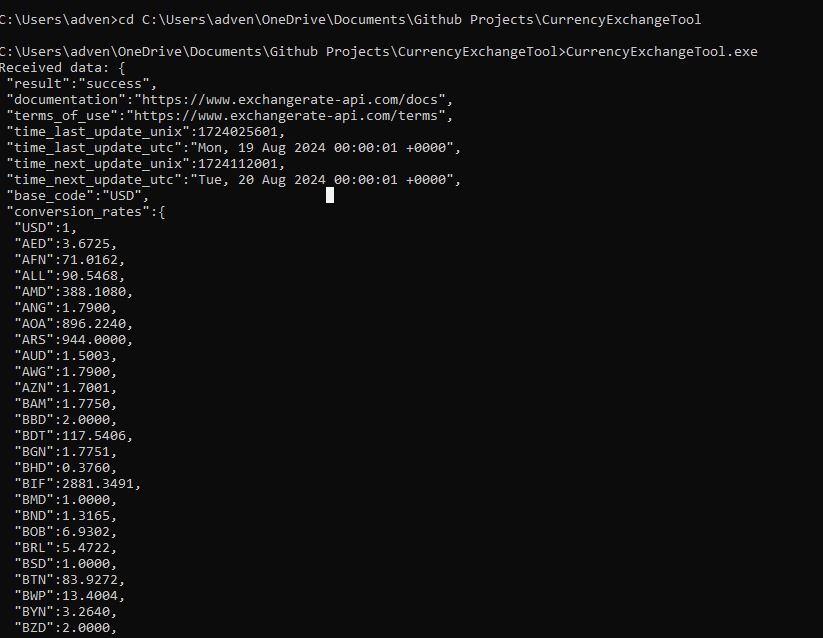 C:\Users\adven>cd C:\Users\adven\OneDrive\Documents\Github Projects\CurrencyExchangeTool
C:\Users\adven\OneDrive\Documents\Github Projects\CurrencyExchangeTool>CurrencyExchangeTool.exe
Received data: {
"result":"success",
"documentation":"https://www.exchangerate-api.com/docs",
"terms_of_use":"https://www.exchangerate-api.com/terms",
"time_last_update_unix":1724025601,
"time_last_update_utc":"Mon, 19 Aug 2024 00:00:01 +0000",
"time_next_update_unix":1724112001,
"time_next_update_utc":"Tue, 20 Aug 2024 00:00:01 +0000",
"base_code":"USD",
"conversion_rates":{
"USD":1,
"AED":3.6725,
"AFN":71.0162,
"ALL":90.5468,
"AMD":388.1080,
"ANG":1.7900,
"AOA":896.2240,
"ARS":944.0000,
"AUD":1.5003,
"AWG":1.7900,
"AZN":1.7001,
"BAM":1.7750,
"BBD":2.0000,
"BDT":117.5406,
"BGN":1.7751,
"BHD":0.3760,
"BIF":2881.3491,
"BMD":1.0000,
"BND":1.3165,
"BOB":6.9302,
"BRL":5.4722,
"BSD":1.0000,
"BTN":83.9272,
"BWP":13.4004,
"BYN":3.2640,
"BZD":2.0000,